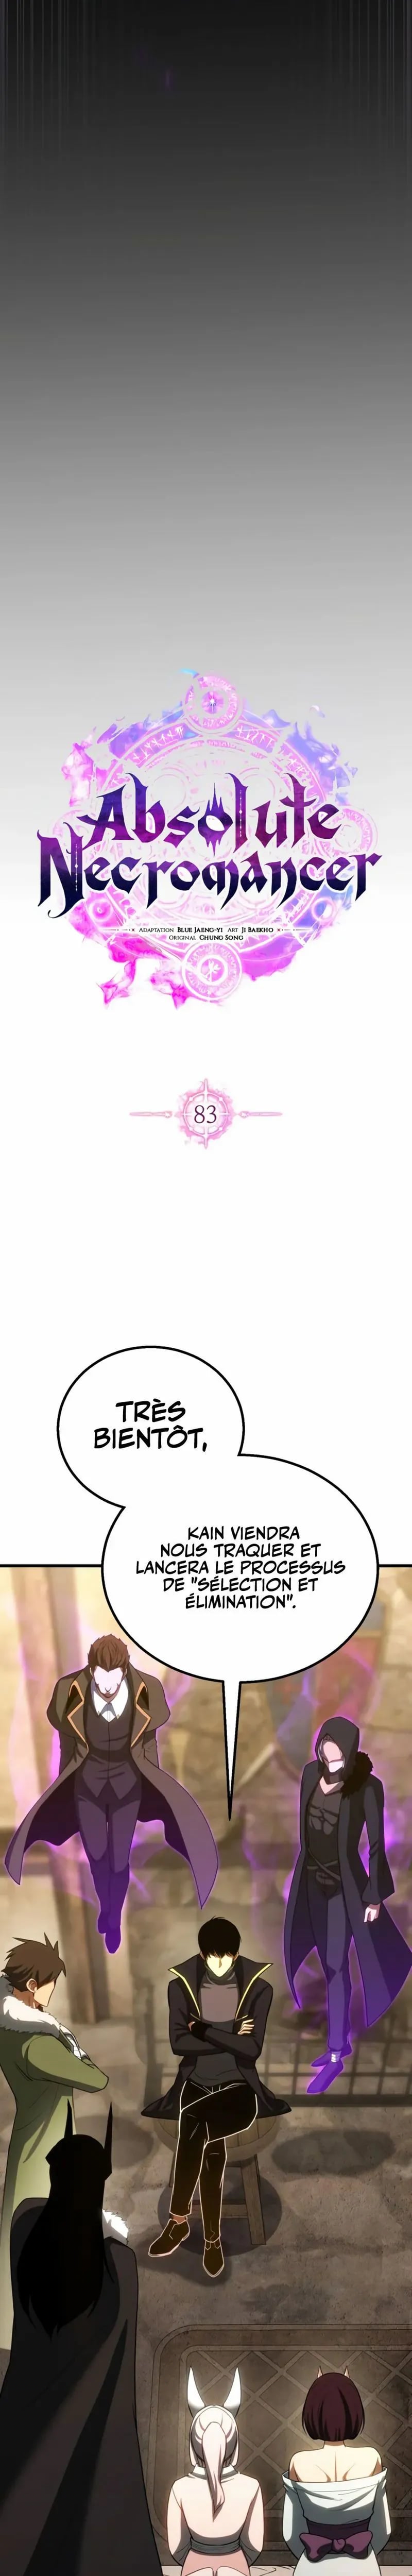 Absolute
Necromancer
ADAPTATION BLUE JAENG-YI ART JI BAEKHO
ORIGINAL CHUNG SONG
83
TRÈS
BIENTÔT,
KAIN VIENDRA
NOUS TRAQUER ET
LANCERA LE PROCESSUS
DE "SÉLECTION ET
ÉLIMINATION".